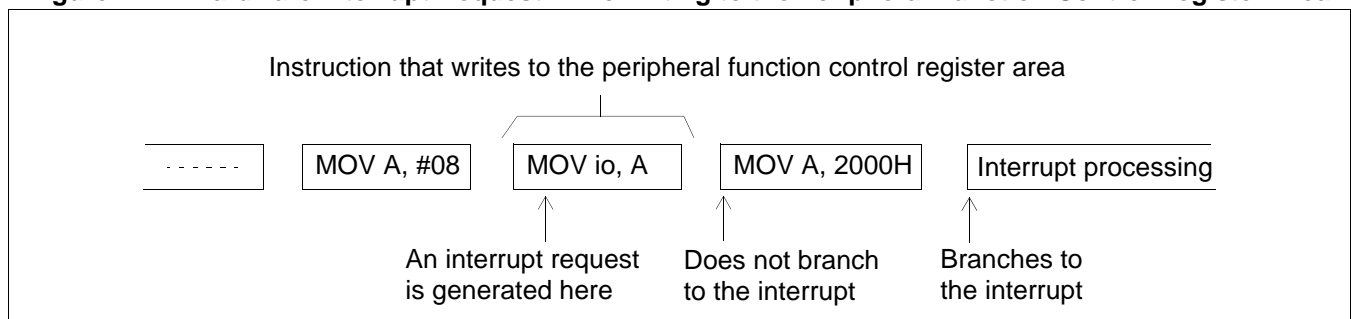 Instruction that writes to the peripheral function control register area
MOV A, #08 MOV io, A MOV A, 2000H Interrupt processing
An interrupt request Does not branch Branches to
is generated here to the interrupt the interrupt